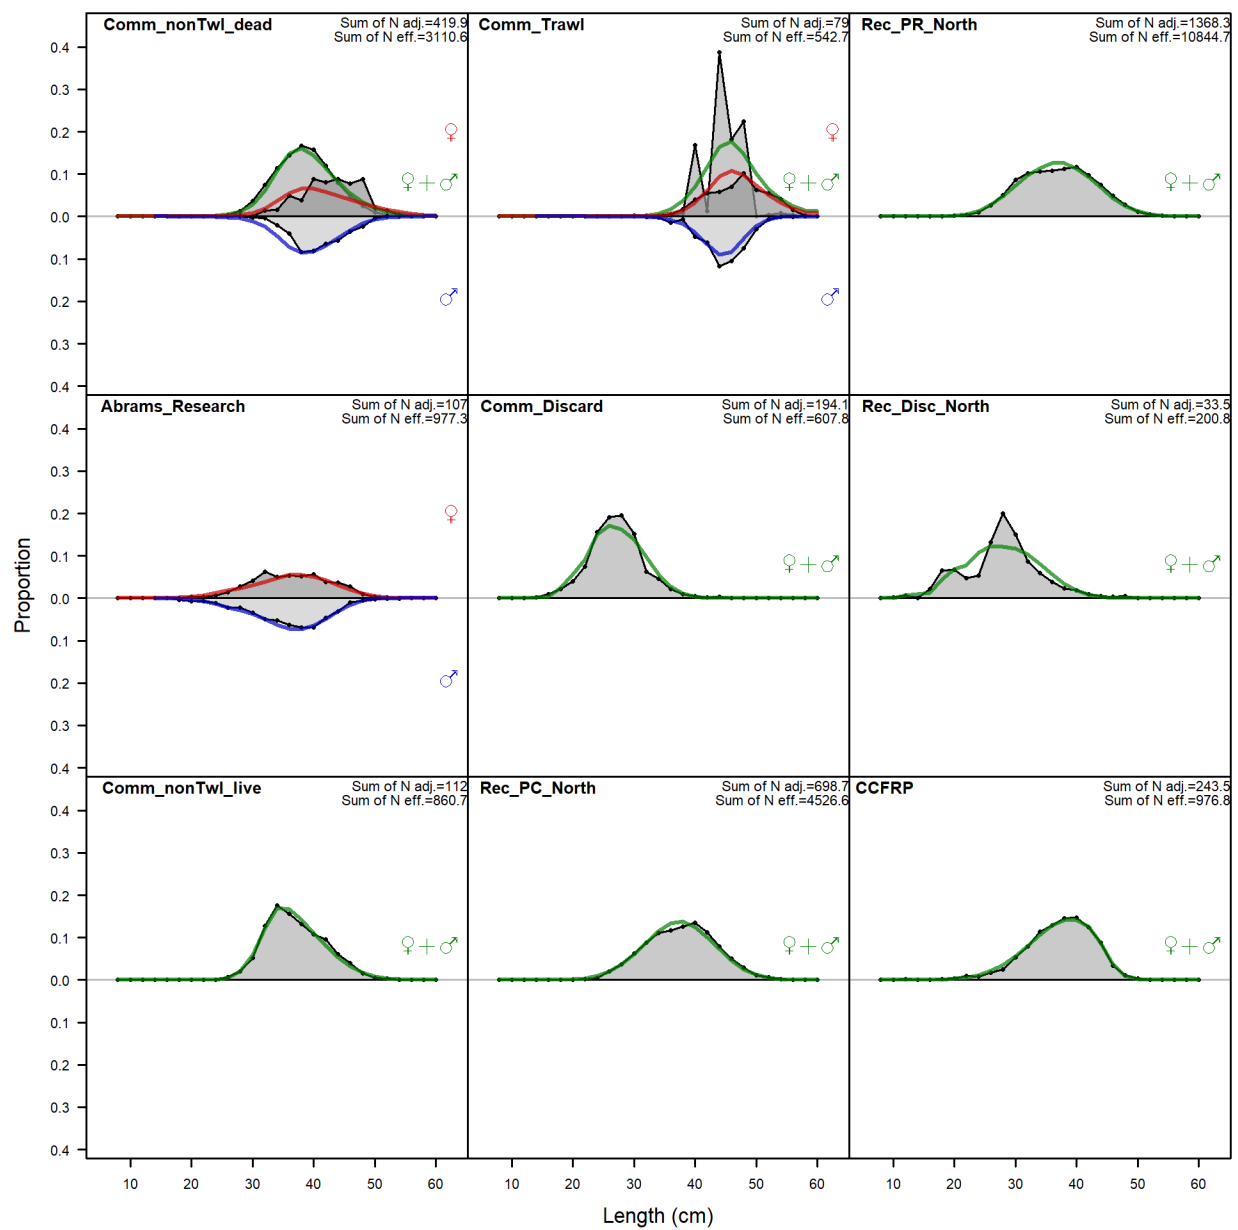 Comm_nonTwl_dead
Sum of N adj.=419.9
Sum of N eff.=3110.6
Comm_Trawl
Sum of N adj.=79
Sum of N eff.=542.7
Rec_PR_North
Sum of N adj.=1368.3
Sum of N eff.=10844.7
0.4
0.3
0.2
0.1
0.0
0.1
0.2
0.3
0.4
♀
♀+♂
♂
♀
♀+♂
♂
♀+♂
Abrams_Research
Sum of N adj.=107
Sum of N eff.=977.3
Comm_Discard
Sum of N adj.=194.1
Sum of N eff.=607.8
Rec_Disc_North
Sum of N adj.=33.5
Sum of N eff.=200.8
0.4
0.3
0.2
0.1
0.0
0.1
0.2
0.3
0.4
♀
♂
♀+♂
♀+♂
Proportion
Comm_nonTwl_live
Sum of N adj.=112
Sum of N eff.=860.7
Rec_PC_North
Sum of N adj.=698.7
Sum of N eff.=4526.6
CCFRP
Sum of N adj.=243.5
Sum of N eff.=976.8
0.4
0.3
0.2
0.1
0.0
0.1
0.2
0.3
0.4
♀+♂
♀+♂
♀+♂
10 20 30 40 50 60
10 20 30 40 50 60
10 20 30 40 50 60
Length (cm)